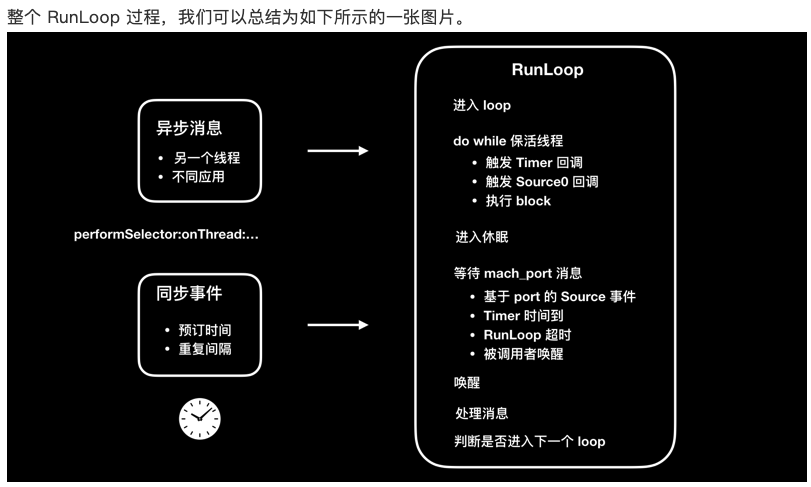 整个 RunLoop 过程，我们可以总结为如下所示的一张图片。
异步消息
• 另一个线程
• 不同应用
performSelector:onThread:...
同步事件
• 预订时间
• 重复间隔
RunLoop
进入 loop
do while 保活线程
• 触发 Timer 回调
• 触发 Source0 回调
• 执行 block
进入休眠
等待 mach_port 消息
• 基于 port 的 Source 事件
• Timer 时间到
• RunLoop 超时
• 被调用者唤醒
唤醒
处理消息
判断是否进入下一个 loop